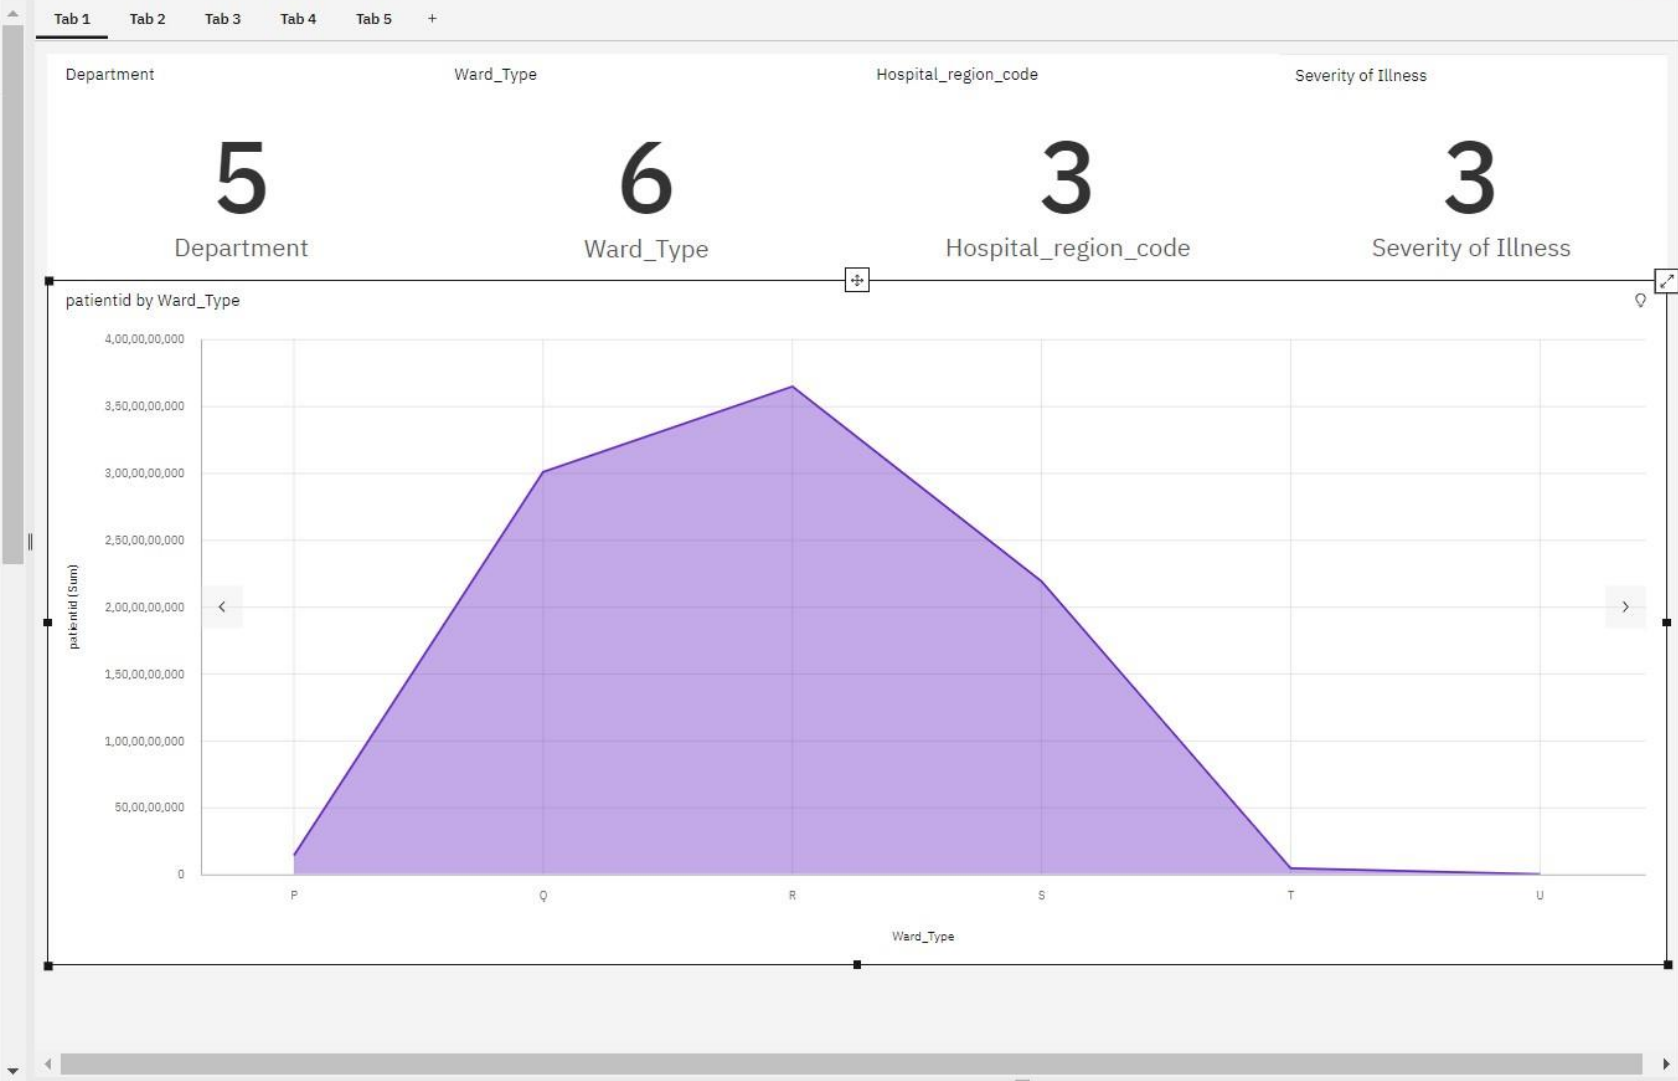 Tab 1 Tab 2 Tab 3 Tab 4 Tab 5 +
Department Ward_Type Hospital_region_code Severity of Illness
5 6 3 3
Department Ward_Type Hospital_region_code Severity of Illness
patientid by Ward_Type
4,00,00,00,000
3,50,00,00,000
3,00,00,00,000
2,50,00,00,000
2,00,00,00,000
1,50,00,00,000
1,00,00,00,000
50,00,00,000
0
patientid (Sum)
P Q R S T U
Ward_Type